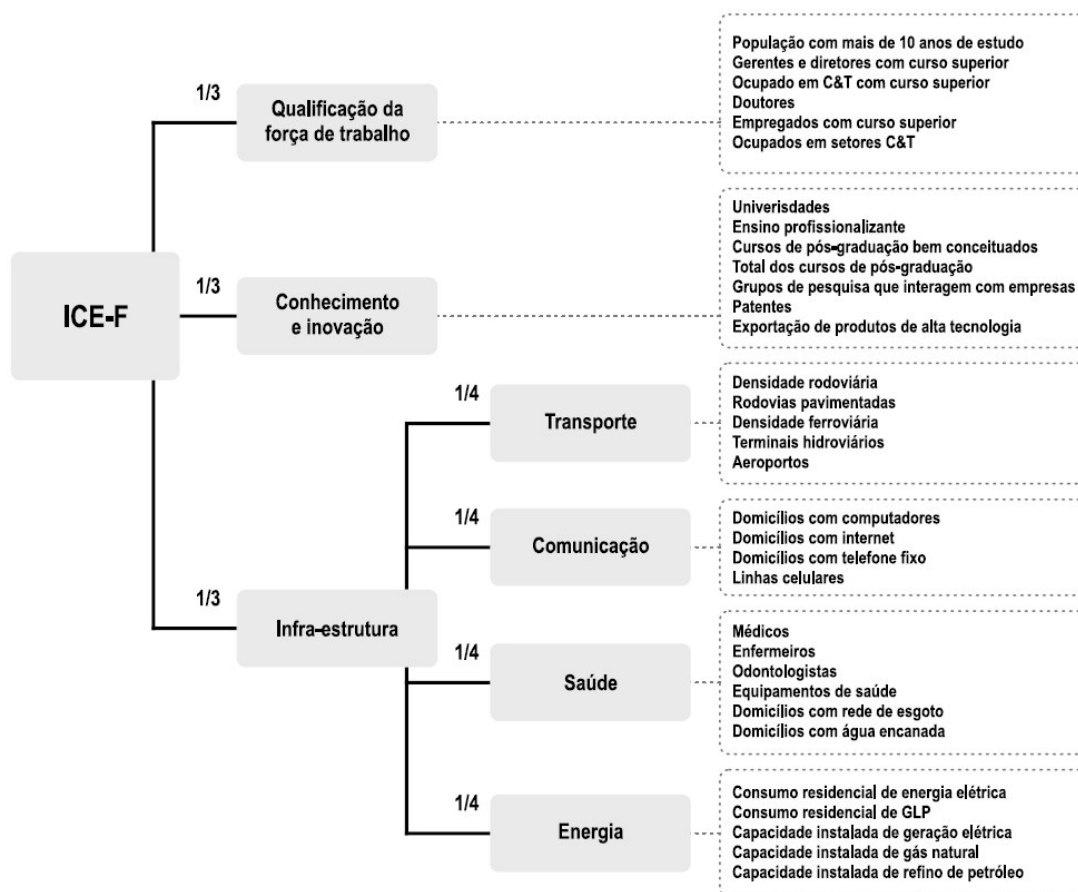 1/3
Qualificação da
força de trabalho
População com mais de 10 anos de estudo
Gerentes e diretores com curso superior
Ocupado em C&T com curso superior
Doutores
Empregados com curso superior
Ocupados em setores C&T
ICE-F
1/3
Conhecimento
e inovação
Univerisdades
Ensino profissionalizante
Cursos de pós-graduação bem conceituados
Total dos cursos de pós-graduação
Grupos de pesquisa que interagem com empresas
Patentes
Exportação de produtos de alta tecnologia
1/3
Infra-estrutura
1/4
Transporte
Densidade rodoviária
Rodovias pavimentadas
Densidade ferroviária
Terminais hidroviários
Aeroportos
1/4
Comunicação
Domicílios com computadores
Domicílios com internet
Domicílios com telefone fixo
Linhas celulares
1/4
Saúde
Médicos
Enfermeiros
Odontologistas
Equipamentos de saúde
Domicílios com rede de esgoto
Domicílios com água encanada
1/4
Energia
Consumo residencial de energia elétrica
Consumo residencial de GLP
Capacidade instalada de geração elétrica
Capacidade instalada de gás natural
Capacidade instalada de refino de petróleo